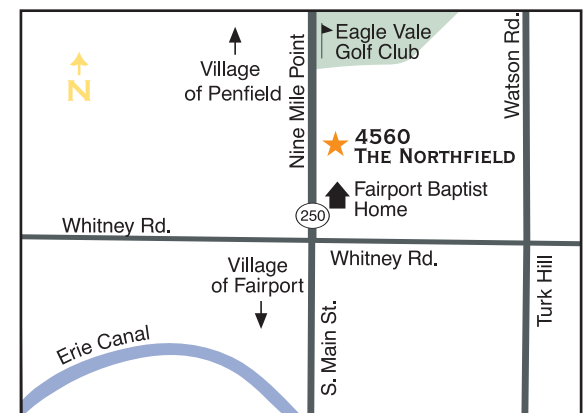 Eagle Vale
Golf Club
Village
of Penfield
N
Nine Mile Point
Watson Rd.
4560
The Northfield
Fairport Baptist
Home
250
Whitney Rd.
Whitney Rd.
Village
of Fairport
Turk Hill
S. Main St.
Erie Canal